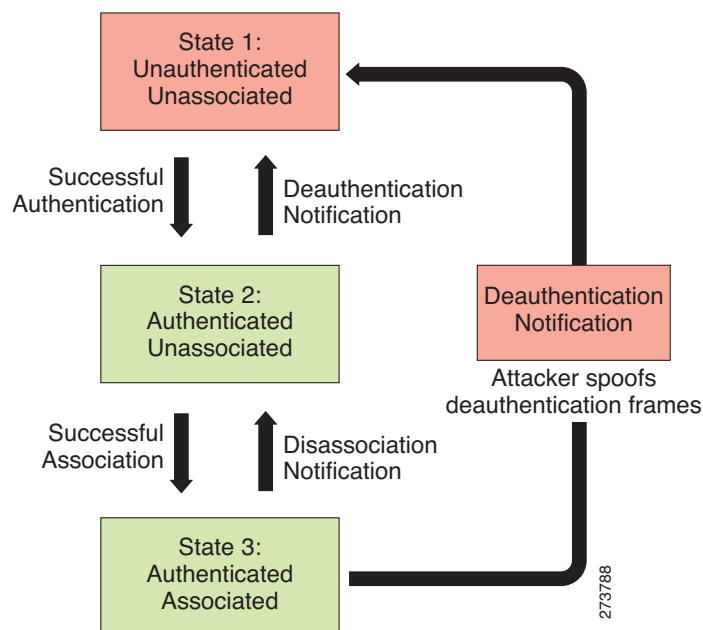 State 1:
Unauthenticated
Unassociated
Successful
Authentication
Deauthentication
Notification
State 2:
Authenticated
Unassociated
Deauthentication
Notification
Attacker spoofs
deauthentication frames
Successful
Association
Disassociation
Notification
State 3:
Authenticated
Associated
273788